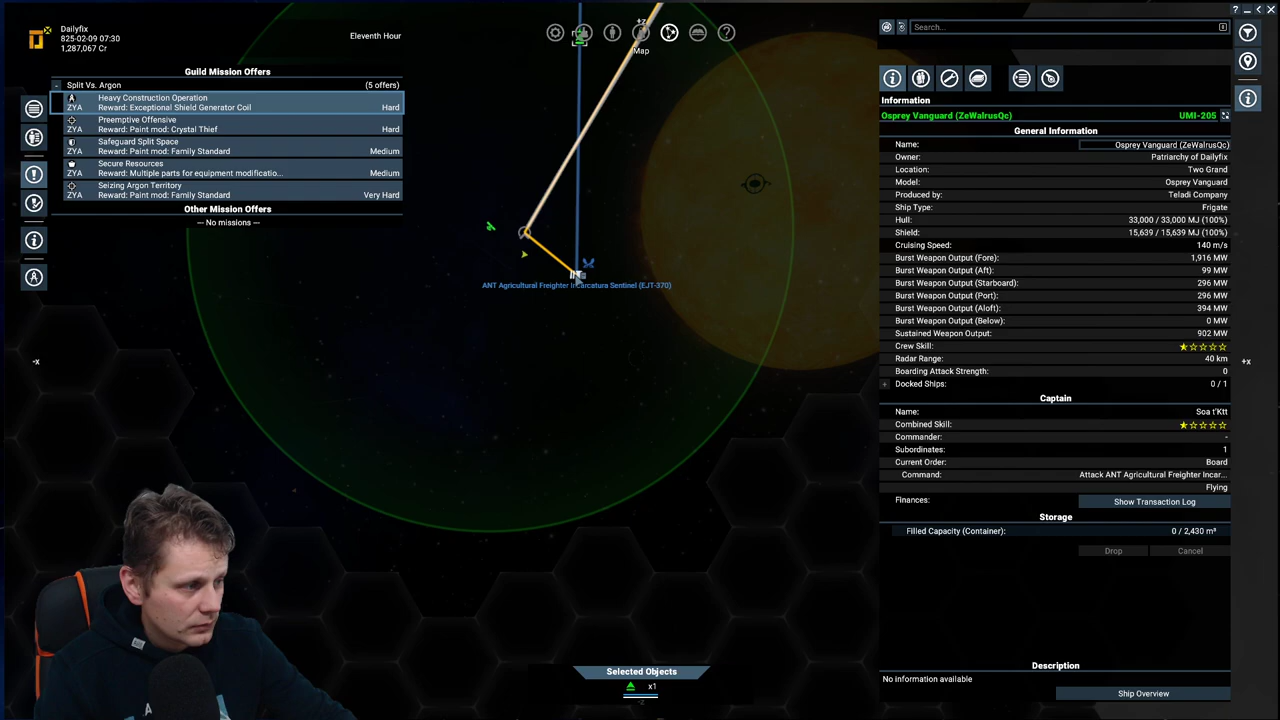 Dailyfix
825-02-09 07:30
1,287,067 Cr
Eleventh Hour
+z
Map
Guild Mission Offers
- Split Vs. Argon (5 offers)
Heavy Construction Operation
ZYA Reward: Exceptional Shield Generator Coil Hard
Preemptive Offensive
ZYA Reward: Paint mod: Crystal Thief Hard
Safeguard Split Space
ZYA Reward: Paint mod: Family Standard Medium
Secure Resources
ZYA Reward: Multiple parts for equipment modificatio... Medium
Seizing Argon Territory
ZYA Reward: Paint mod: Family Standard Very Hard
Other Mission Offers
--- No missions ---
ANT Agricultural Freighter Incarcatura Sentinel (EJT-370)
-x
+x
Selected Objects
x1
-z
Search...
Information
Osprey Vanguard (ZeWalrusQc) UMI-205
General Information
Name: Osprey Vanguard (ZeWalrusQc)
Owner: Patriarchy of Dailyfix
Location: Two Grand
Model: Osprey Vanguard
Produced by: Teladi Company
Ship Type: Frigate
Hull: 33,000 / 33,000 MJ (100%)
Shield: 15,639 / 15,639 MJ (100%)
Cruising Speed: 140 m/s
Burst Weapon Output (Fore): 1,916 MW
Burst Weapon Output (Aft): 99 MW
Burst Weapon Output (Starboard): 296 MW
Burst Weapon Output (Port): 296 MW
Burst Weapon Output (Aloft): 394 MW
Burst Weapon Output (Below): 0 MW
Sustained Weapon Output: 902 MW
Crew Skill:
Radar Range: 40 km
Boarding Attack Strength: 0
+ Docked Ships: 0 / 1
Captain
Name: Soa t'Ktt
Combined Skill:
Commander: -
Subordinates: 1
Current Order: Board
Command: Attack ANT Agricultural Freighter Incar...
Flying
Finances: Show Transaction Log
Storage
Filled Capacity (Container): 0 / 2,430 m³
Drop Cancel
Description
No information available
Ship Overview